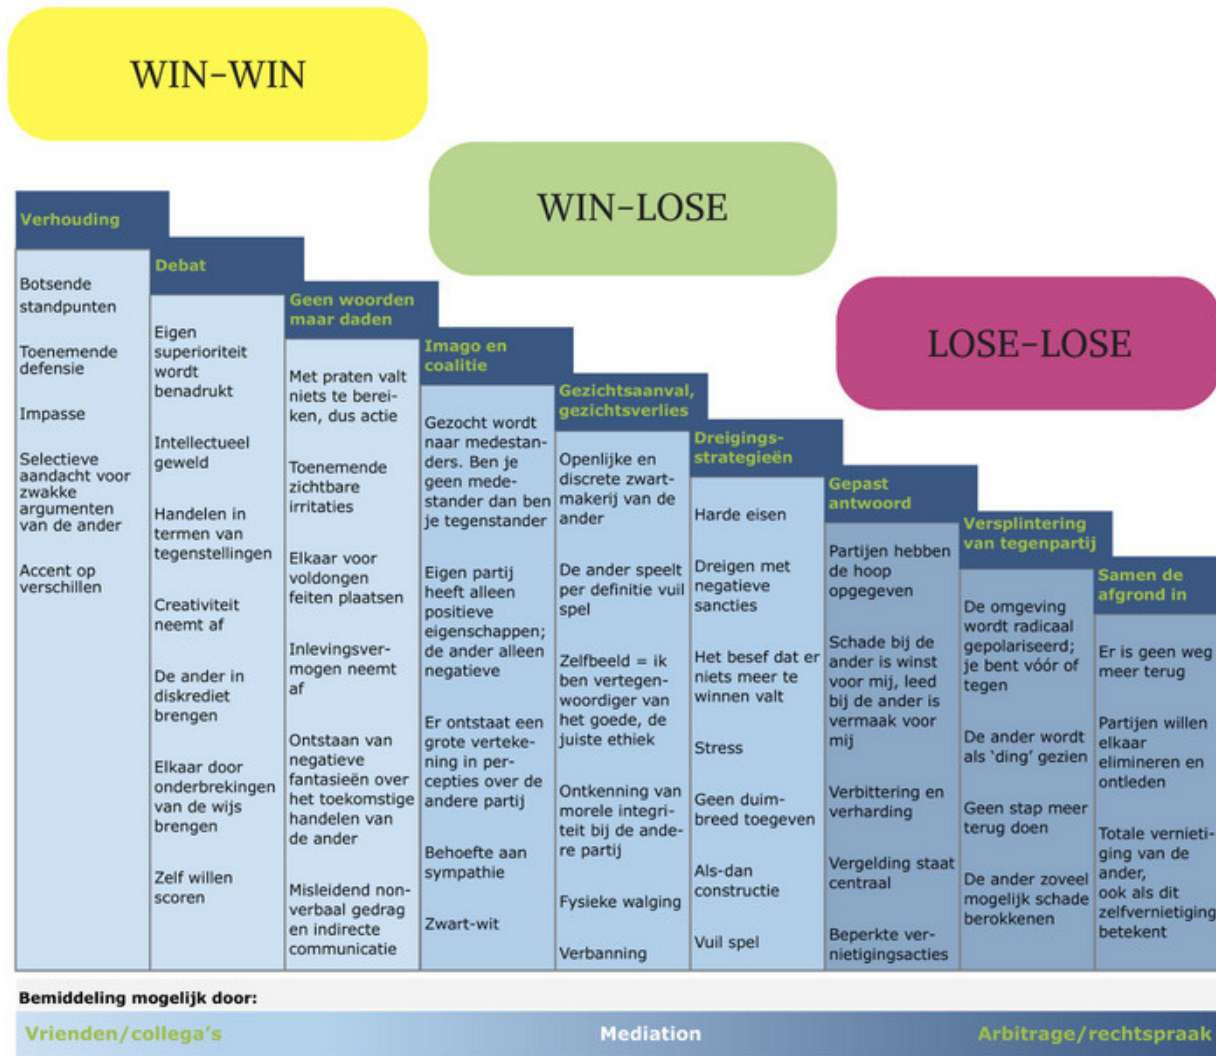 WIN-WIN
WIN-LOSE
LOSE-LOSE
Verhouding
Botsende
standpunten
Toenemende
defensie
Impasse
Selectieve
aandacht voor
zwakke
argumenten
van de ander
Accent op
verschillen
Debat
Eigen
superioriteit
wordt
benadrukt
Intellectueel
geweld
Handelen in
termen van
tegenstellingen
Creativiteit
neemt af
De ander in
diskrediet
brengen
Elkaar door
onderbrekingen
van de wijs
brengen
Zelf willen
scoren
Geen woorden
maar daden
Met praten valt
niets te berei-
ken, dus actie
Toenemende
zichtbare
irritaties
Elkaar voor
voldongen
feiten plaatsen
Inlevingsver-
mogen neemt
af
Ontstaan van
negatieve
fantasieën over
het toekomstige
handelen van
de ander
Misleidend non-
verbaal gedrag
en indirecte
communicatie
Imago en
coalitie
Gezocht wordt
naar medestan-
ders. Ben je
geen mede-
stander dan ben
je tegenstander
Eigen partij
heeft alleen
positieve
eigenschappen;
de ander alleen
negatieve
Er ontstaat een
grote verteke-
ning in per-
cepties over de
andere partij
Behoefte aan
sympathie
Zwart-wit
Gezichtsaanval,
gezichtsverlies
Openlijke en
discrete zwart-
makerij van de
ander
De ander speelt
per definitie vuil
spel
Zelfbeeld = ik
ben vertegen-
woordiger van
het goede, de
juiste ethiek
Ontkenning van
morele integri-
teit bij de ande-
re partij
Fysieke walging
Verbanning
Dreigings-
strategieën
Harde eisen
Dreigen met
negatieve
sancties
Het besef dat er
niets meer te
winnen valt
Stress
Geen duim-
breed toegeven
Als-dan
constructie
Vuil spel
Gepast
antwoord
Partijen hebben
de hoop
opgegeven
Schade bij de
ander is winst
voor mij, leed
bij de ander is
vermaak voor
mij
Verbittering en
verharding
Vergelding staat
centraal
Beperkte ver-
nietigingsacties
Versplintering
van tegenpartij
De omgeving
wordt radicaal
gepolariseerd;
je bent vóór of
tegen
De ander wordt
als ‘ding’ gezien
Geen stap meer
terug doen
De ander zoveel
mogelijk schade
berokkenen
Samen de
afgrond in
Er is geen weg
meer terug
Partijen willen
elkaar
elimineren en
ontleden
Totale vernieti-
ging van de
ander,
ook als dit
zelfvernietiging
betekent
Bemiddeling mogelijk door:
Vrienden/collega’s
Mediation
Arbitrage/rechtspraak